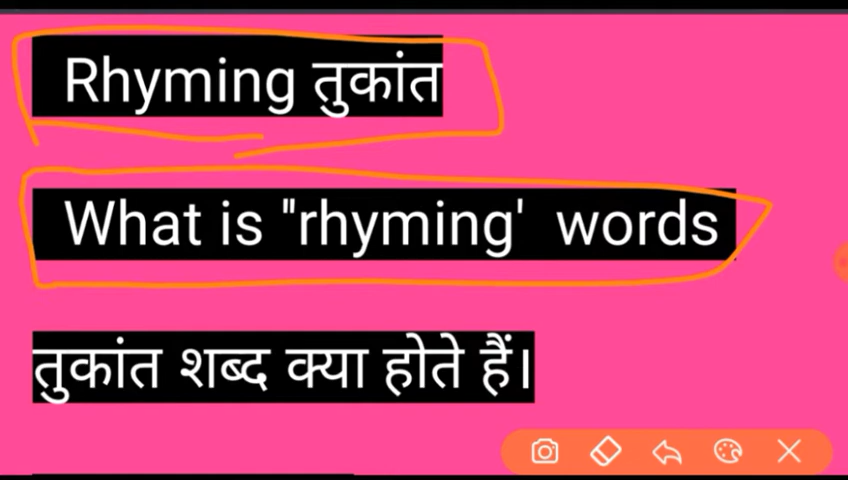 Rhyming तुकांत
What is "rhyming' words
तुकांत शब्द क्या होते हैं।